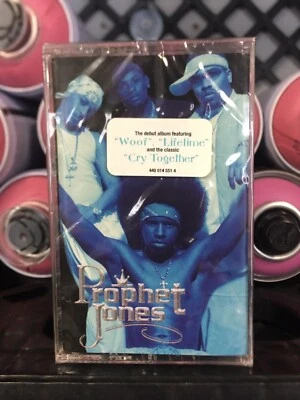 The debut album featuring
"Woof", "Lifetime"
and the classic
"Cry Together"
440 014 551 4
Prophet
Jones